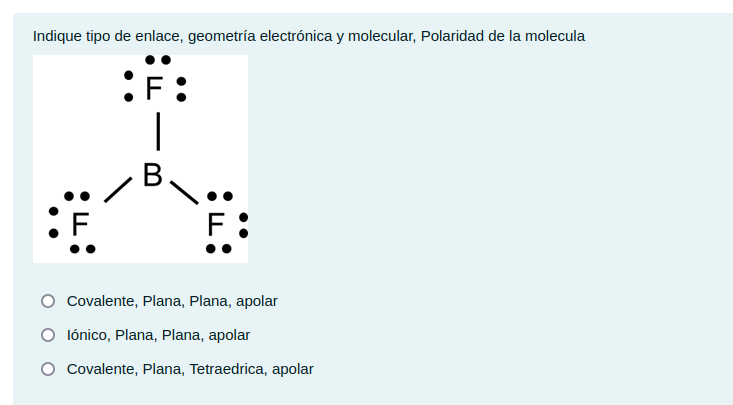 Indique tipo de enlace, geometría electrónica y molecular, Polaridad de la molecula
F
B
F F
Covalente, Plana, Plana, apolar
Iónico, Plana, Plana, apolar
Covalente, Plana, Tetraedrica, apolar